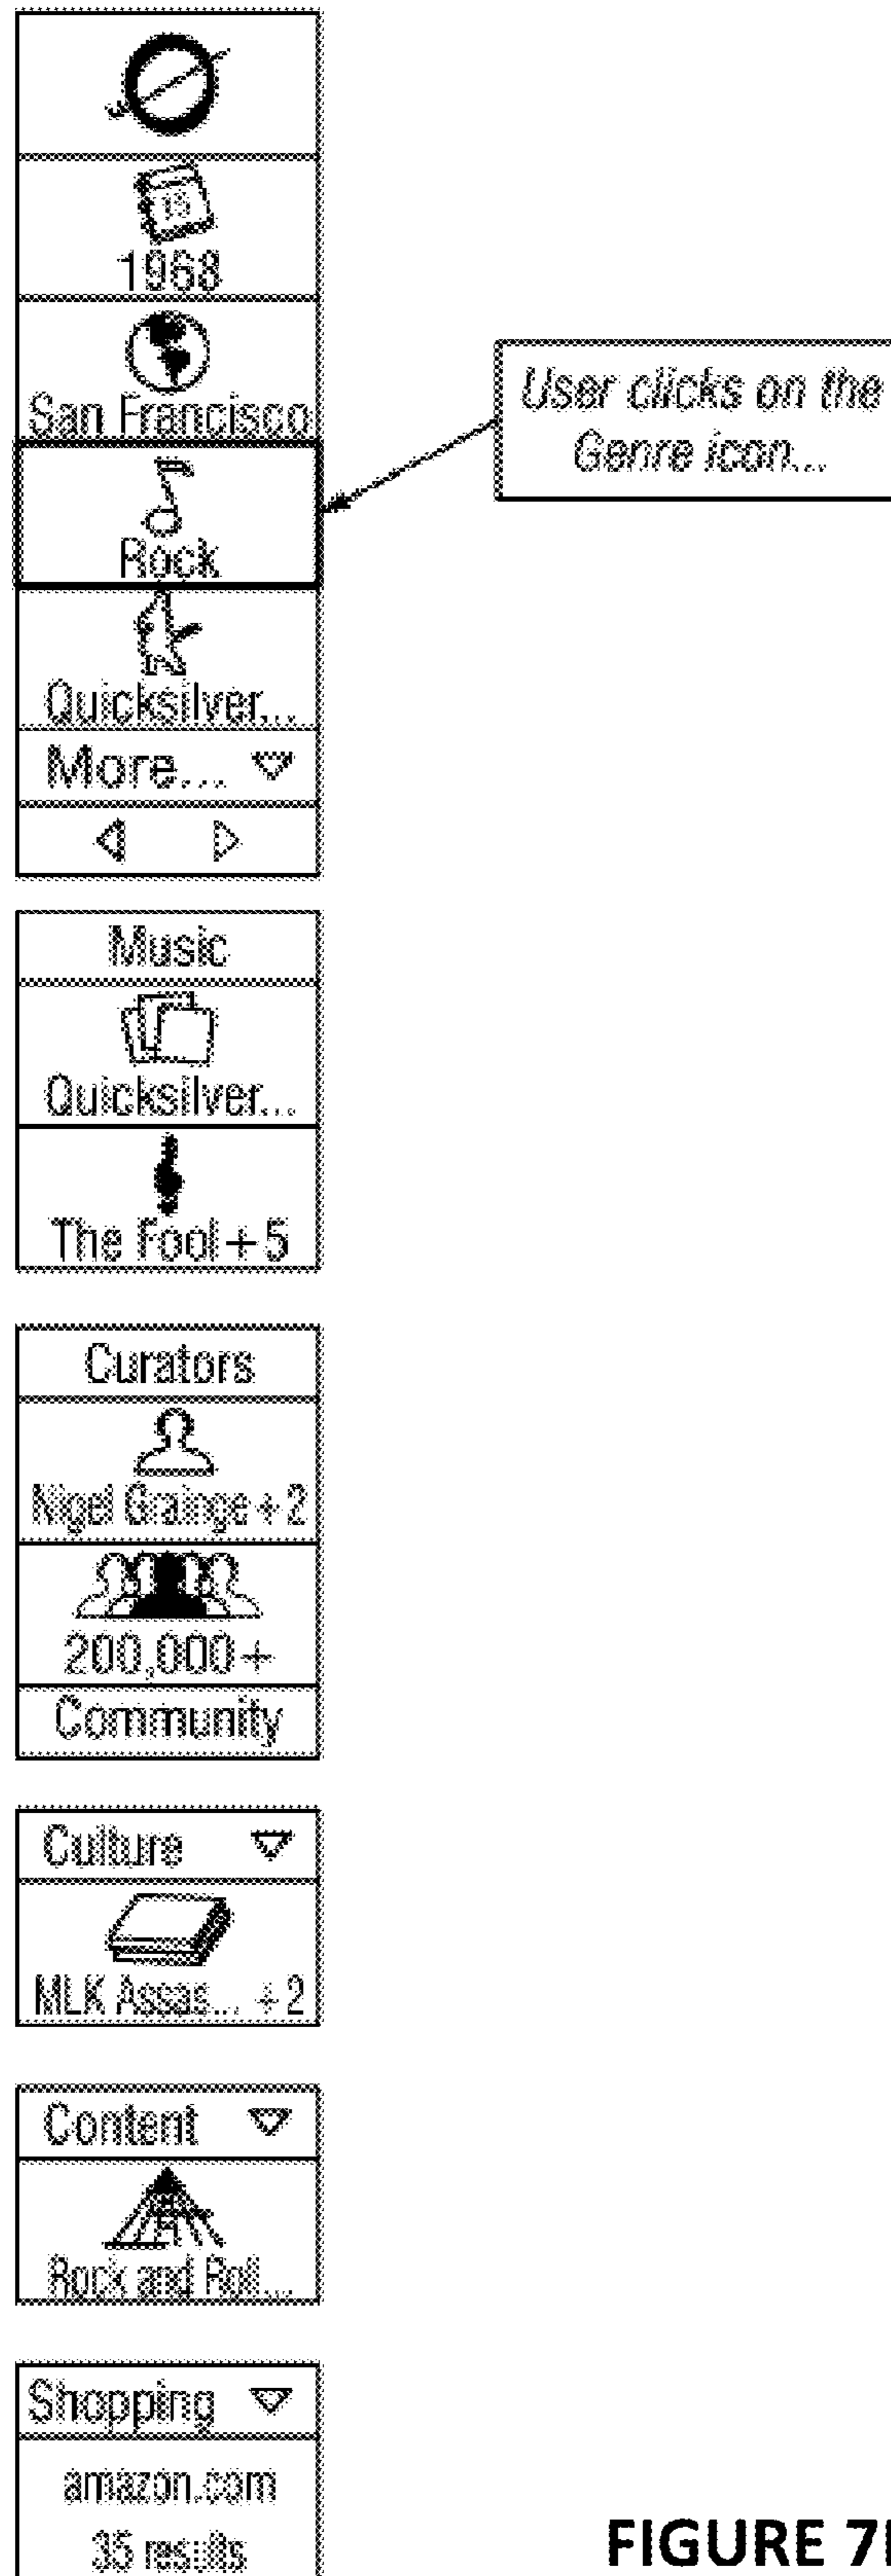 1968
San Francisco
User clicks on the
Genre icon...
Rock
Quicksilver...
More...
Music
Quicksilver...
The Fool+5
Curators
Nigel Grainge+2
200,000+
Community
Culture
MLK Assas... +2
Content
Rock and Roll...
Shopping
amazon.com
35 results
FIGURE